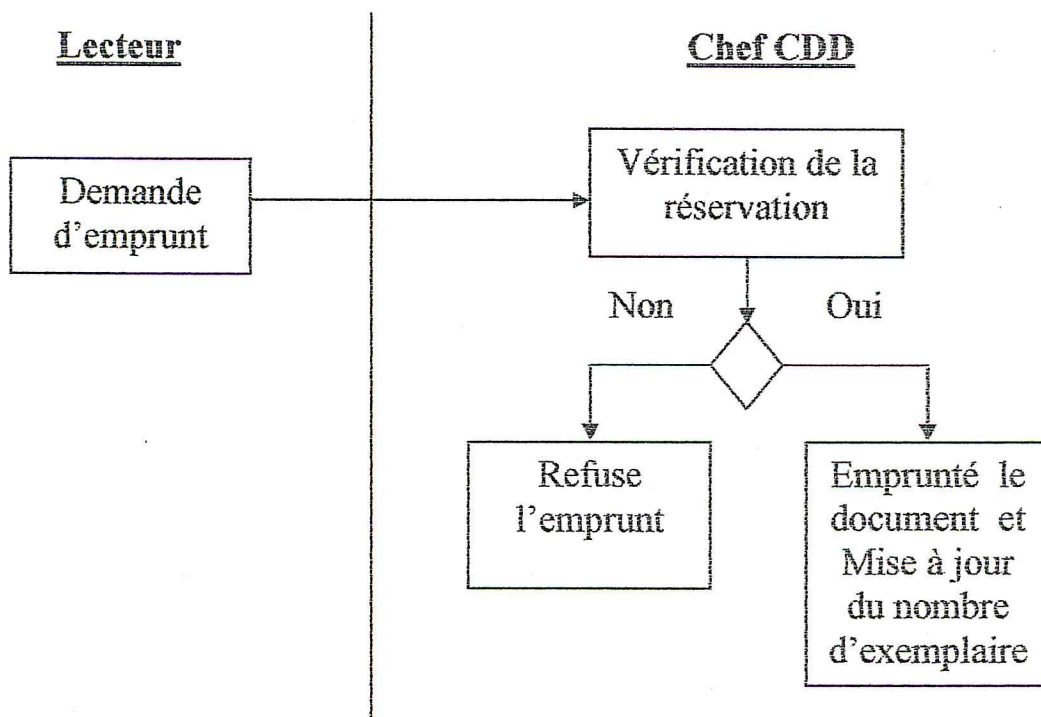 Lecteur
Chef CDD
Demande
d'emprunt
Vérification de la
réservation
Non
Oui
Refuse
l'emprunt
Emprunté le
document et
Mise à jour
du nombre
d'exemplaire